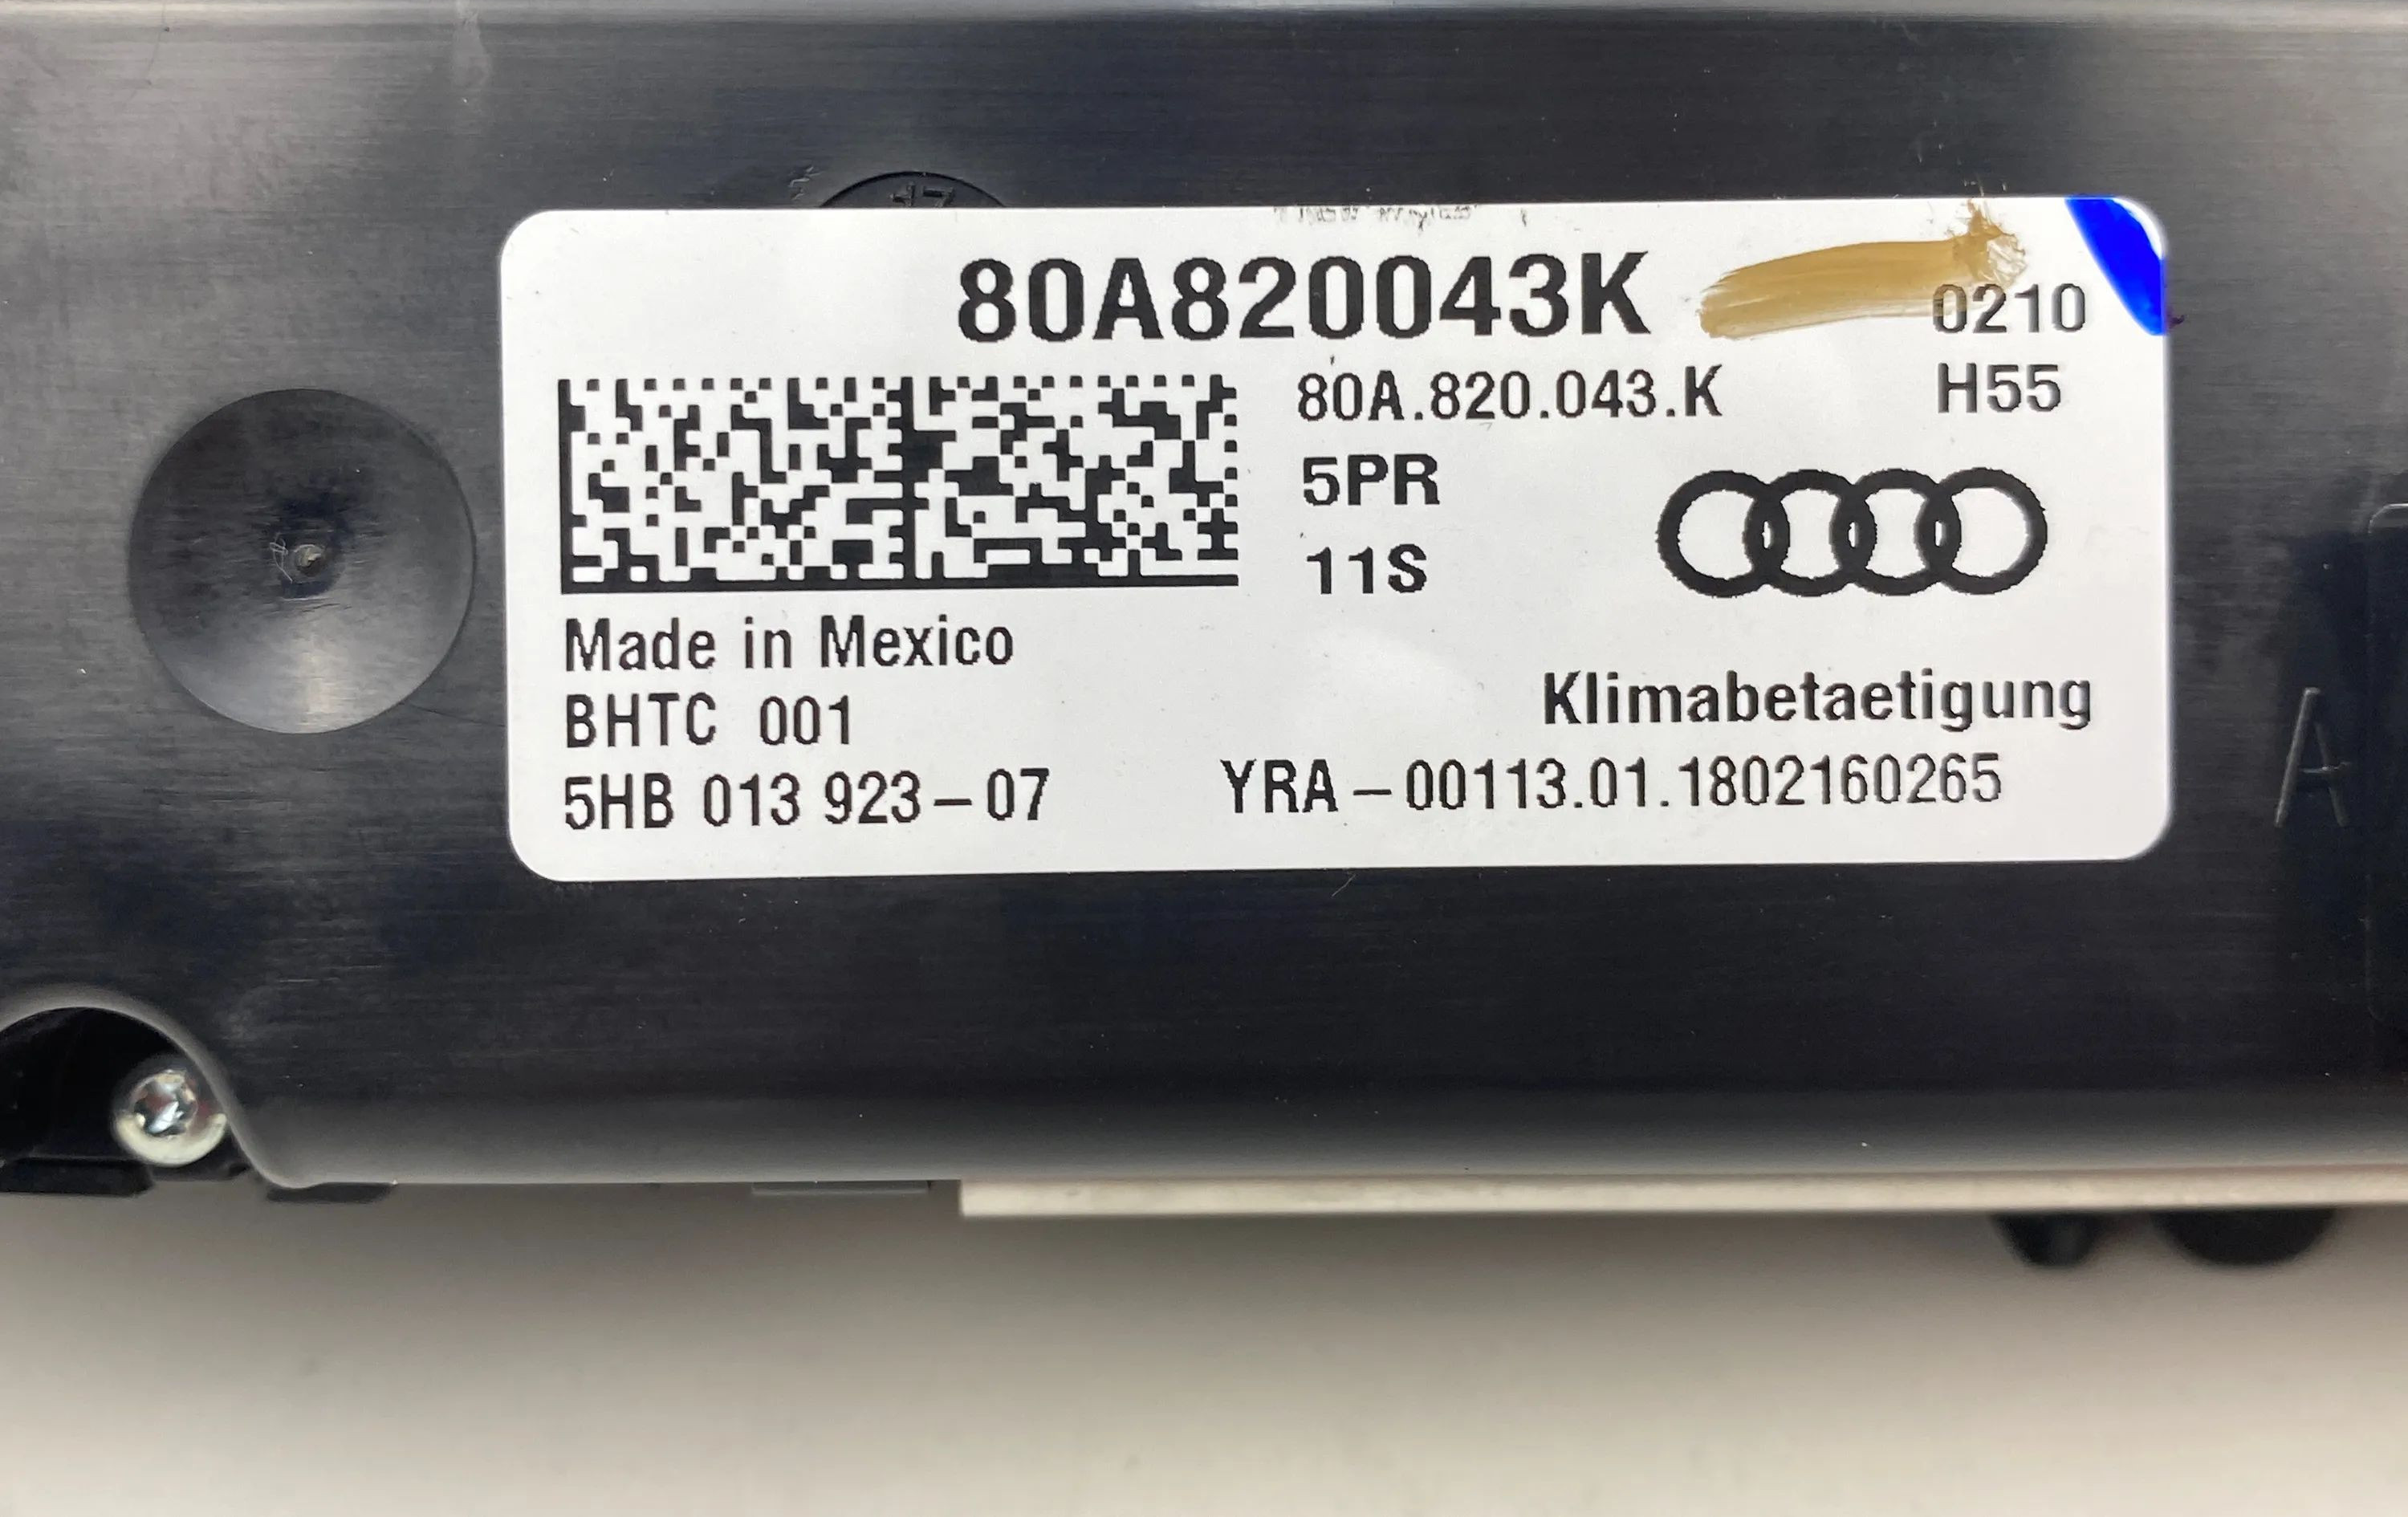 80A820043K
0210
80A.820.043.K
H55
5PR
11S
Made in Mexico
BHTC 001
Klimabetaetigung
5HB 013 923-07
YRA-00113.01.1802160265
A